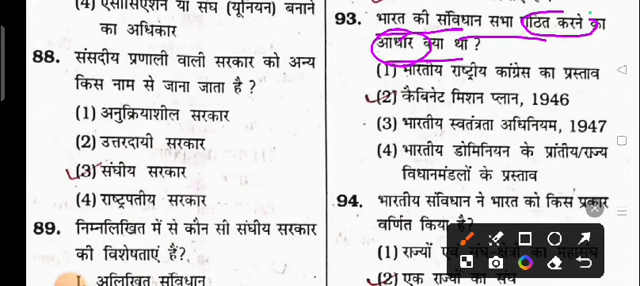 (4) एसोसिएशन या संघ (यूनियन) बनाने
का अधिकार
88. संसदीय प्रणाली वाली सरकार को अन्य
किस नाम से जाना जाता है ?
(1) अनुक्रियाशील सरकार
(2) उत्तरदायी सरकार
(3) संघीय सरकार
(4) राष्ट्रपतीय सरकार
89. निम्नलिखित में से कौन सी संघीय सरकार
की विशेषताएं हैं?
I. अलिखित संविधान
93. भारत की संविधान सभा गठित करने का
आधार क्या था ?
(1) भारतीय राष्ट्रीय कांग्रेस का प्रस्ताव
(2) कैबिनेट मिशन प्लान, 1946
(3) भारतीय स्वतंत्रता अधिनियम, 1947
(4) भारतीय डोमिनियन के प्रांतीय/राज्य
विधानमंडलों के प्रस्ताव
94. भारतीय संविधान ने भारत को किस प्रकार
वर्णित किया है?
(1) राज्यों एवं संघ क्षेत्रों का महासंघ
(2) एक राज्यों का संघ